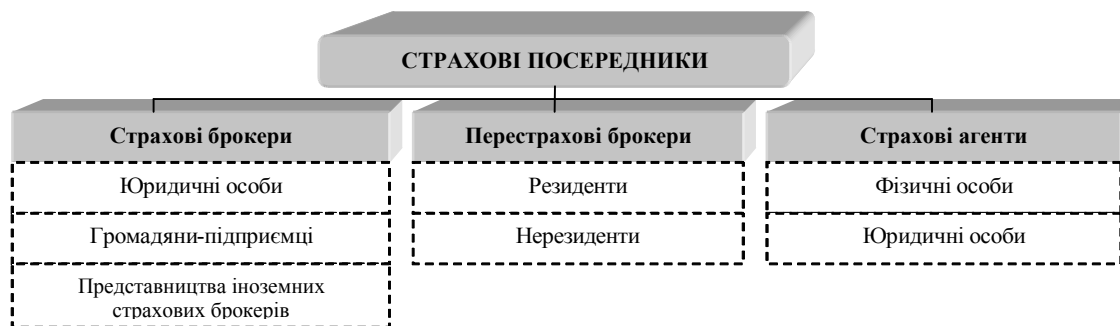 СТРАХОВІ ПОСЕРЕДНИКИ
Страхові брокери
Юридичні особи
Громадяни-підприємці
Представництва іноземних
страхових брокерів
Перестрахові брокери
Резиденти
Нерезиденти
Страхові агенти
Фізичні особи
Юридичні особи